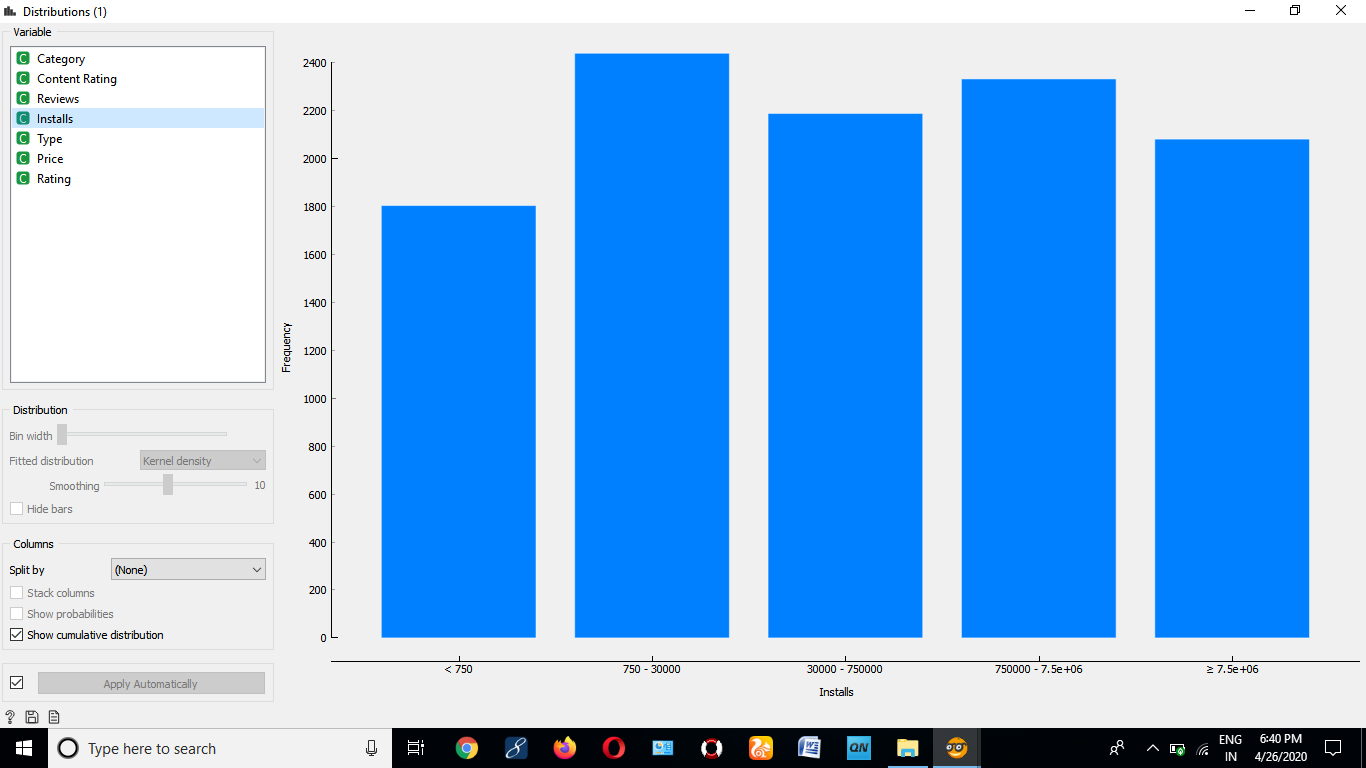 Distributions (1)
Variable
C Category
C Content Rating
C Reviews
C Installs
C Type
C Price
C Rating
Distribution
Bin width
Fitted distribution Kernel density
Smoothing 10
Hide bars
Columns
Split by (None)
Stack columns
Show probabilities
Show cumulative distribution
Apply Automatically
?
2400
2200
2000
1800
1600
1400
1200
1000
800
600
400
200
0
Frequency
< 750 750 - 30000 30000 - 750000 750000 - 7.5e+06 ≥ 7.5e+06
Installs
Type here to search
QN
ENG
IN
6:40 PM
4/26/2020